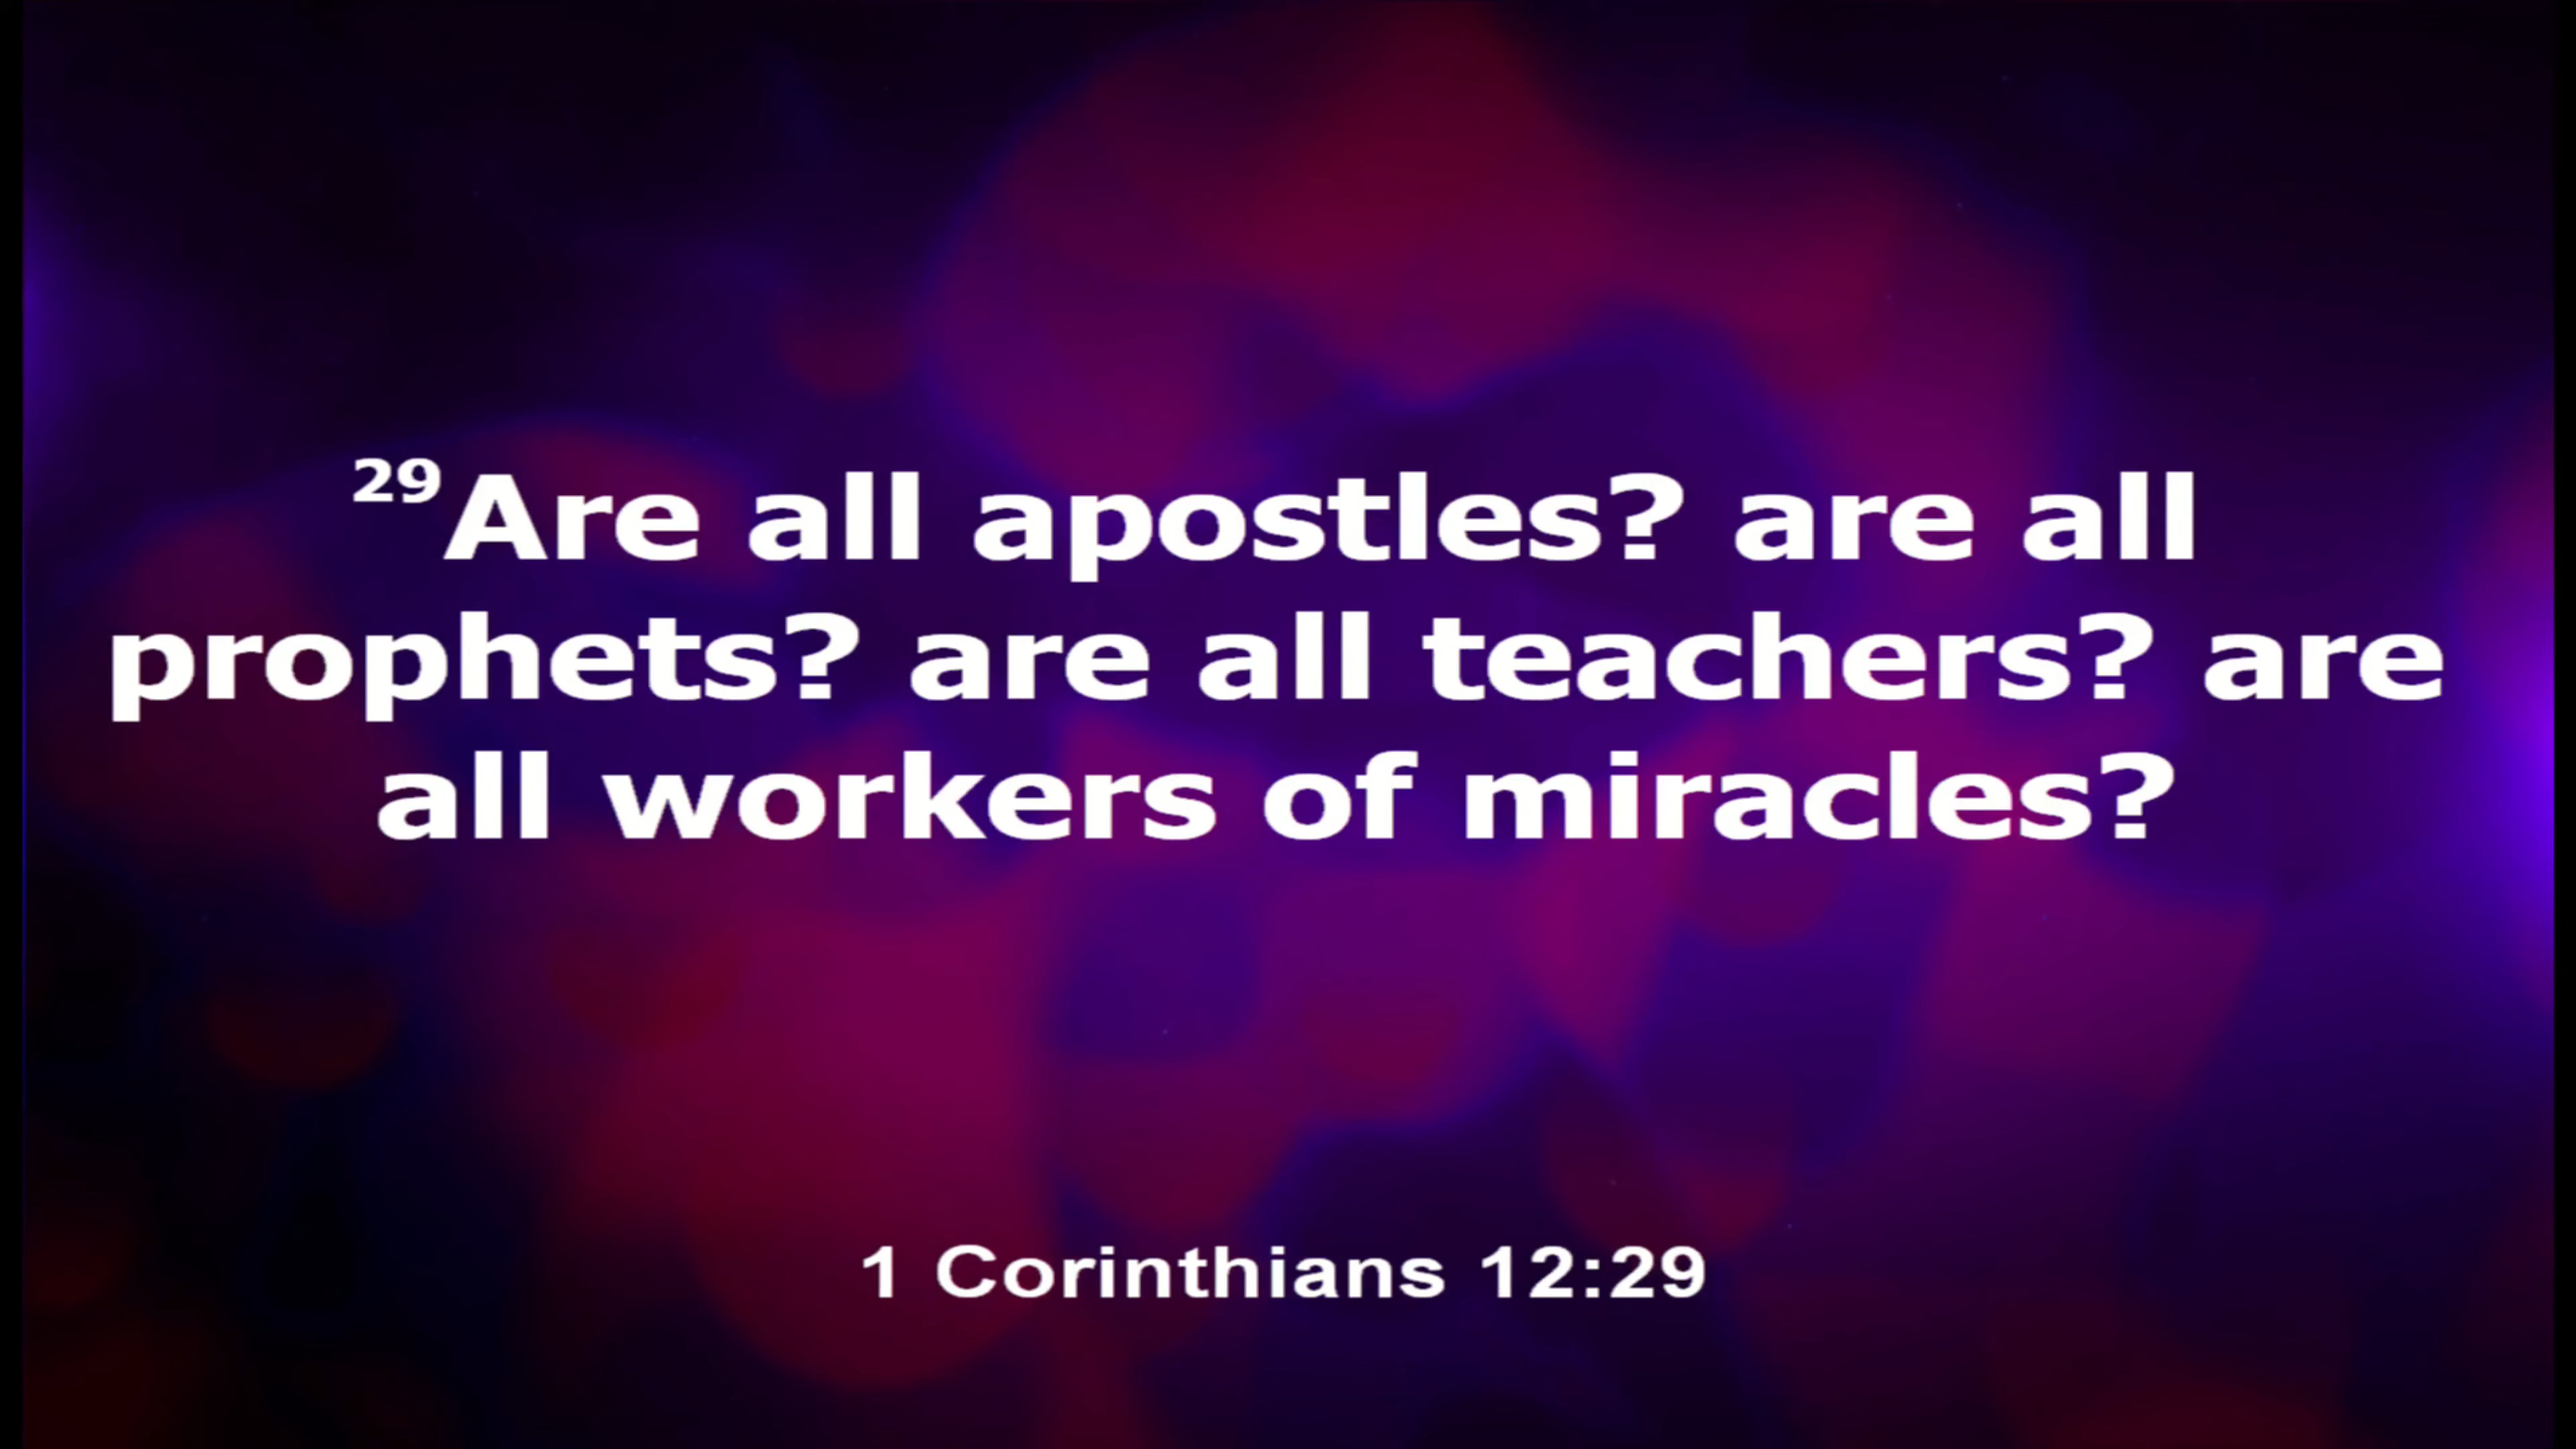 29Are all apostles? are all
prophets? are all teachers? are
all workers of miracles?
1 Corinthians 12:29